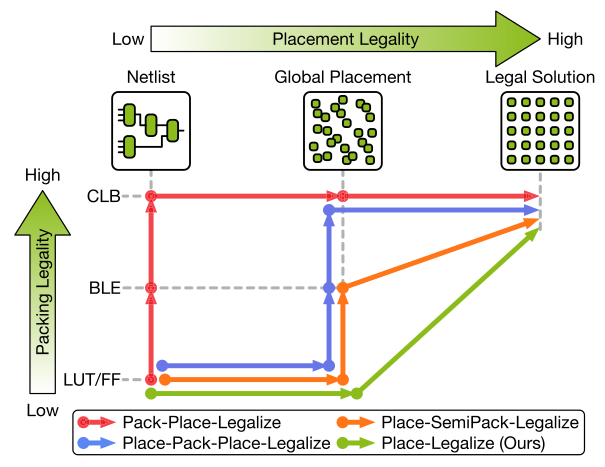 Low
Placement Legality
High
Netlist
Global Placement
Legal Solution
High
CLB
Packing Legality
BLE
LUT/FF
Low
Pack-Place-Legalize
Place-SemiPack-Legalize
Place-Pack-Place-Legalize
Place-Legalize (Ours)